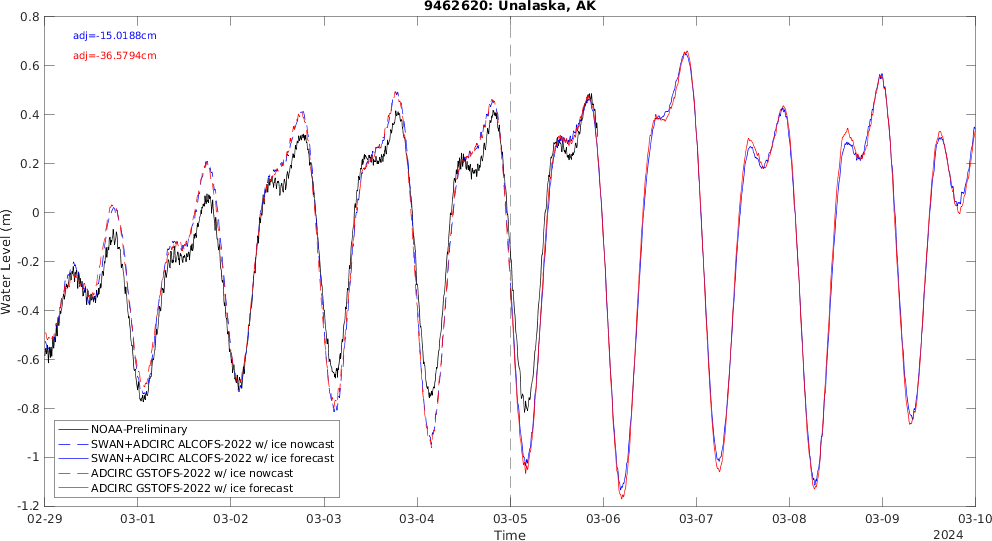 9462620: Unalaska, AK
adj=-15.0188cm
adj=-36.5794cm
Water Level (m)
0.8
0.6
0.4
0.2
0
-0.2
-0.4
-0.6
-0.8
-1
-1.2
NOAA-Preliminary
SWAN+ADCIRC ALCOFS-2022 w/ ice nowcast
SWAN+ADCIRC ALCOFS-2022 w/ ice forecast
ADCIRC GSTOFS-2022 w/ ice nowcast
ADCIRC GSTOFS-2022 w/ ice forecast
02-29 03-01 03-02 03-03 03-04 03-05 03-06 03-07 03-08 03-09 03-10
Time
2024